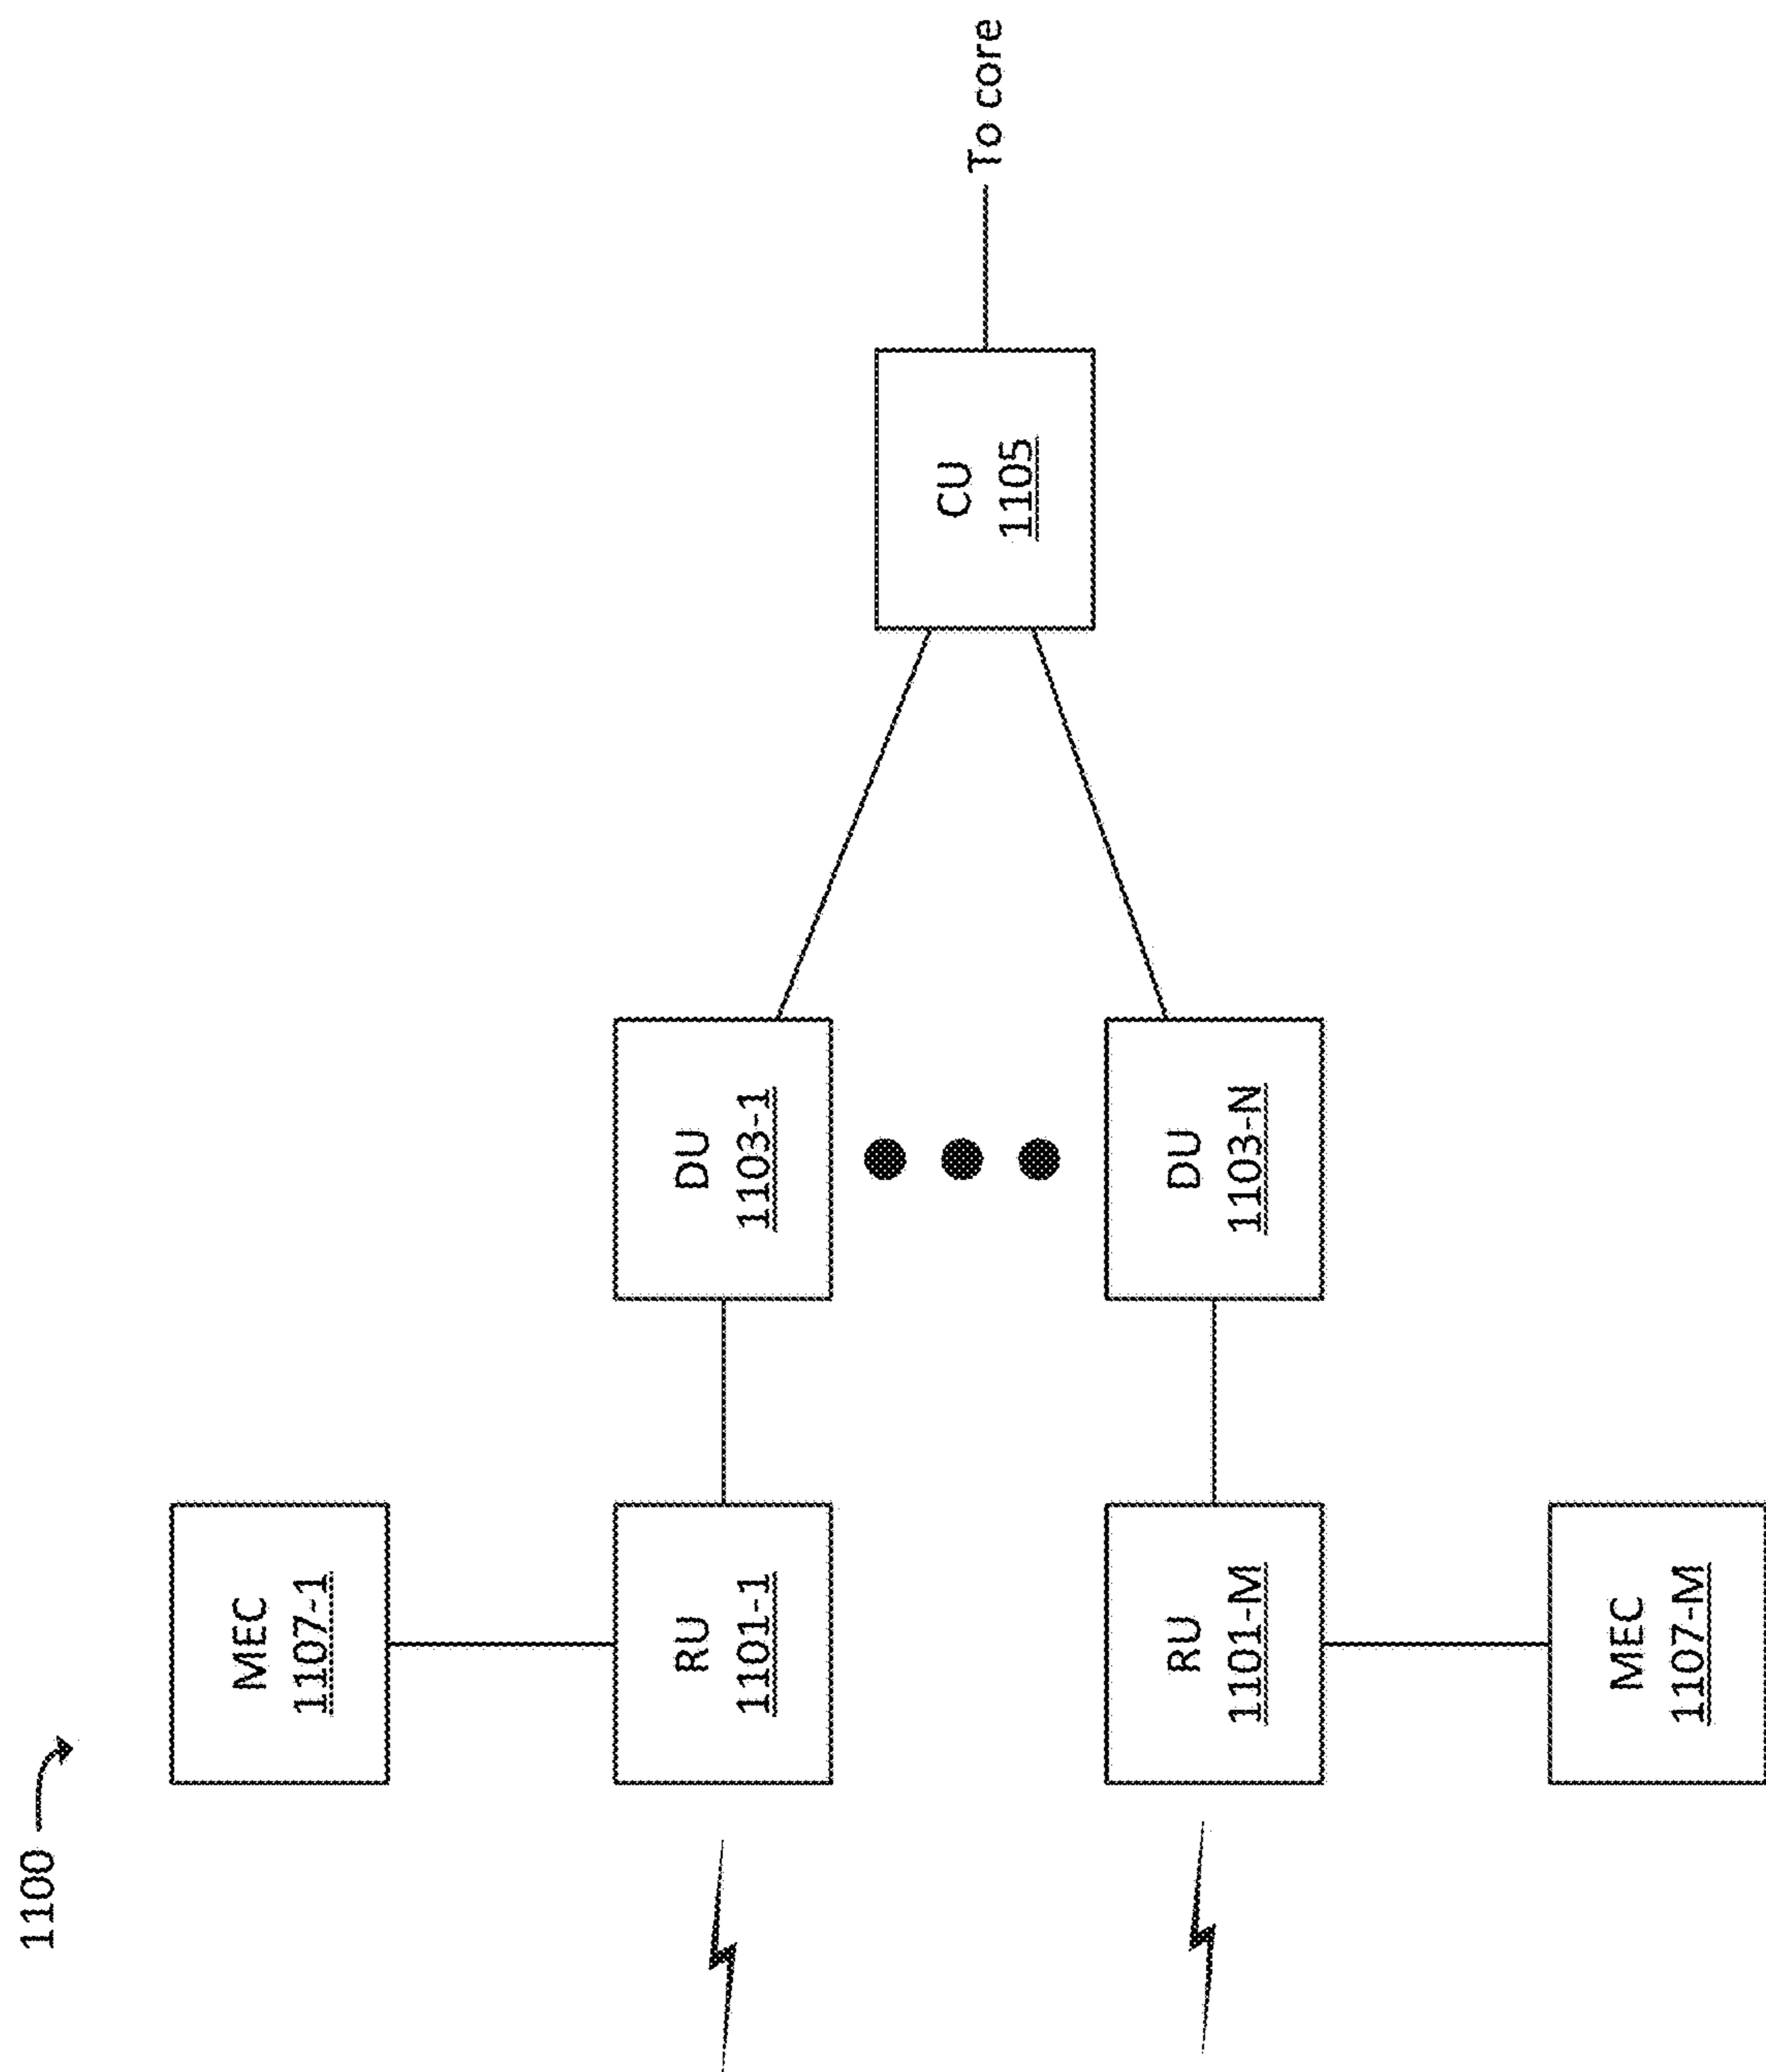 1100
MEC
1107-1
RU
1101-1
DU
1103-1
CU
1105
To core
RU
1101-M
DU
1103-N
MEC
1107-M